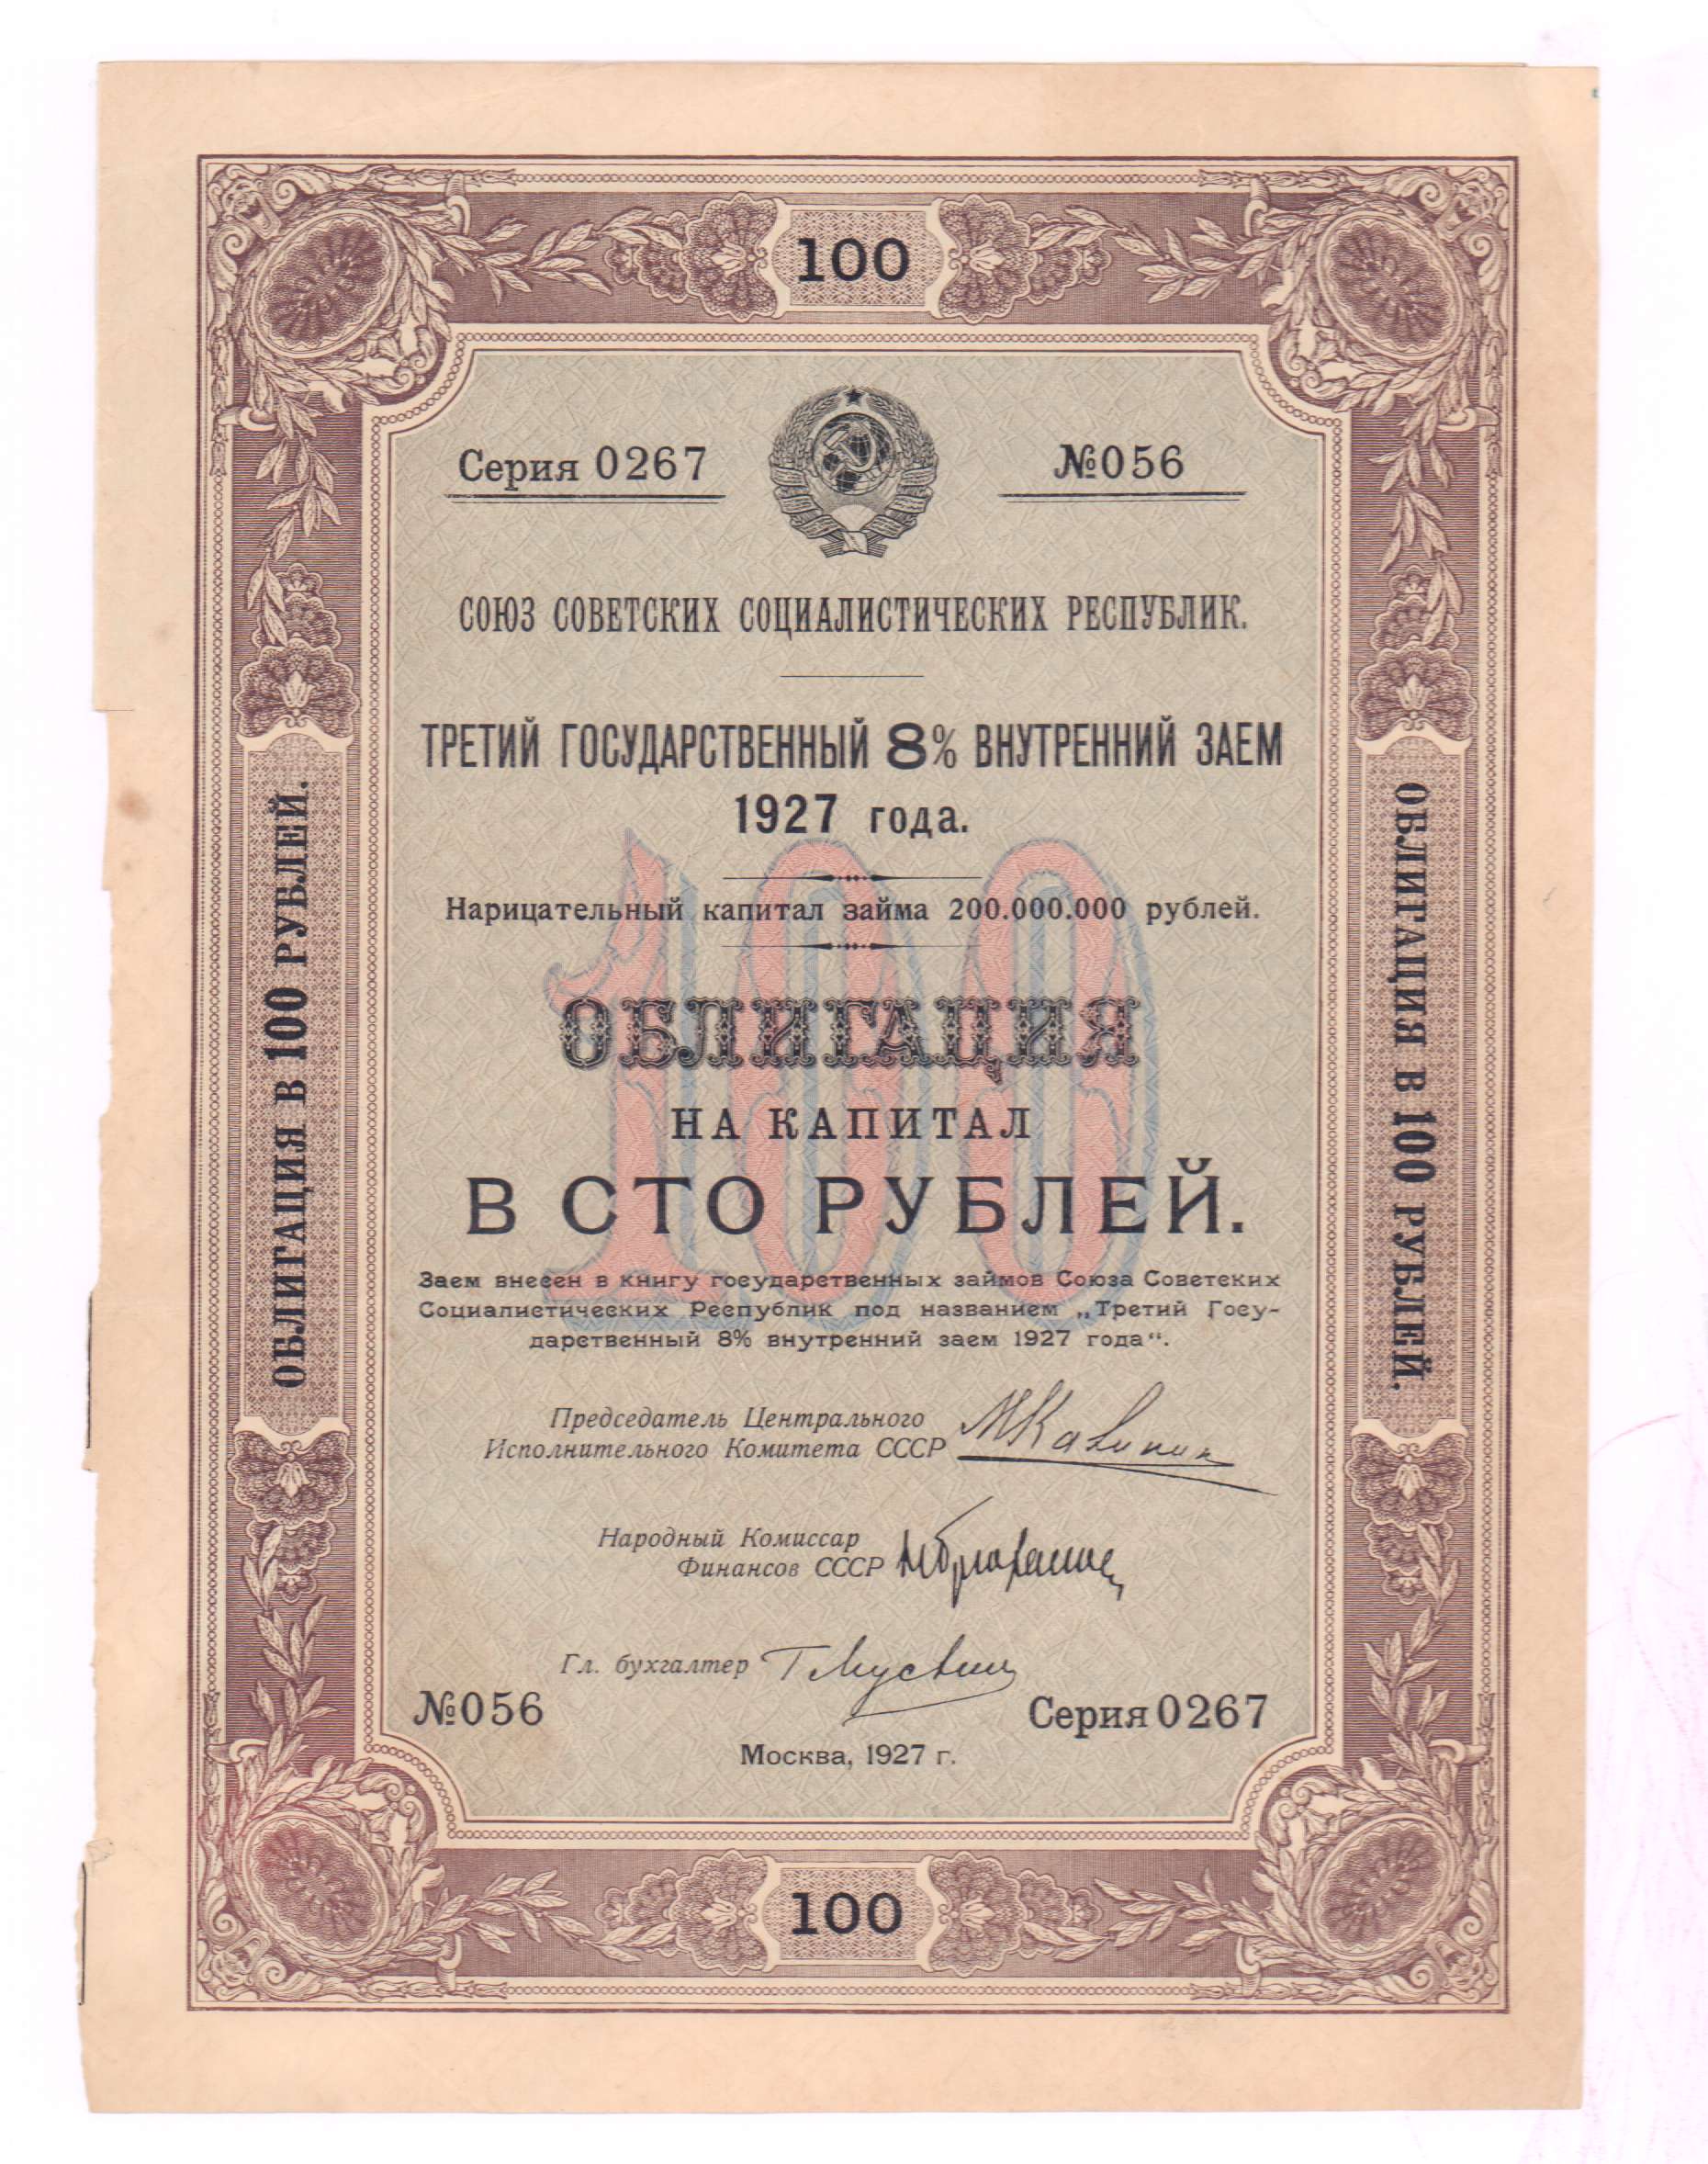 100
Серия 0267
№056
СОЮЗ СОВЕТСКИХ СОЦИАЛИСТИЧЕСКИХ РЕСПУБЛИК.
ТРЕТИЙ ГОСУДАРСТВЕННЫЙ 8% ВНУТРЕННИЙ ЗАЕМ
1927 года.
Нарицательный капитал займа 200.000.000 рублей.
100
ОБЛИГАЦИЯ
НА КАПИТАЛ
В СТО РУБЛЕЙ.
Заем внесен в книгу государственных займов Союза Советских
Социалистических Республик под названием „Третий Госу-
дарственный 8% внутренний заем 1927 года“.
Председатель Центрального
Исполнительного Комитета СССР МКалинин
Народный Комиссар
Финансов СССР
Гл. бухгалтер
№056
Серия 0267
Москва, 1927 г.
100
ОБЛИГАЦИЯ В 100 РУБЛЕЙ.
ОБЛИГАЦИЯ В 100 РУБЛЕЙ.